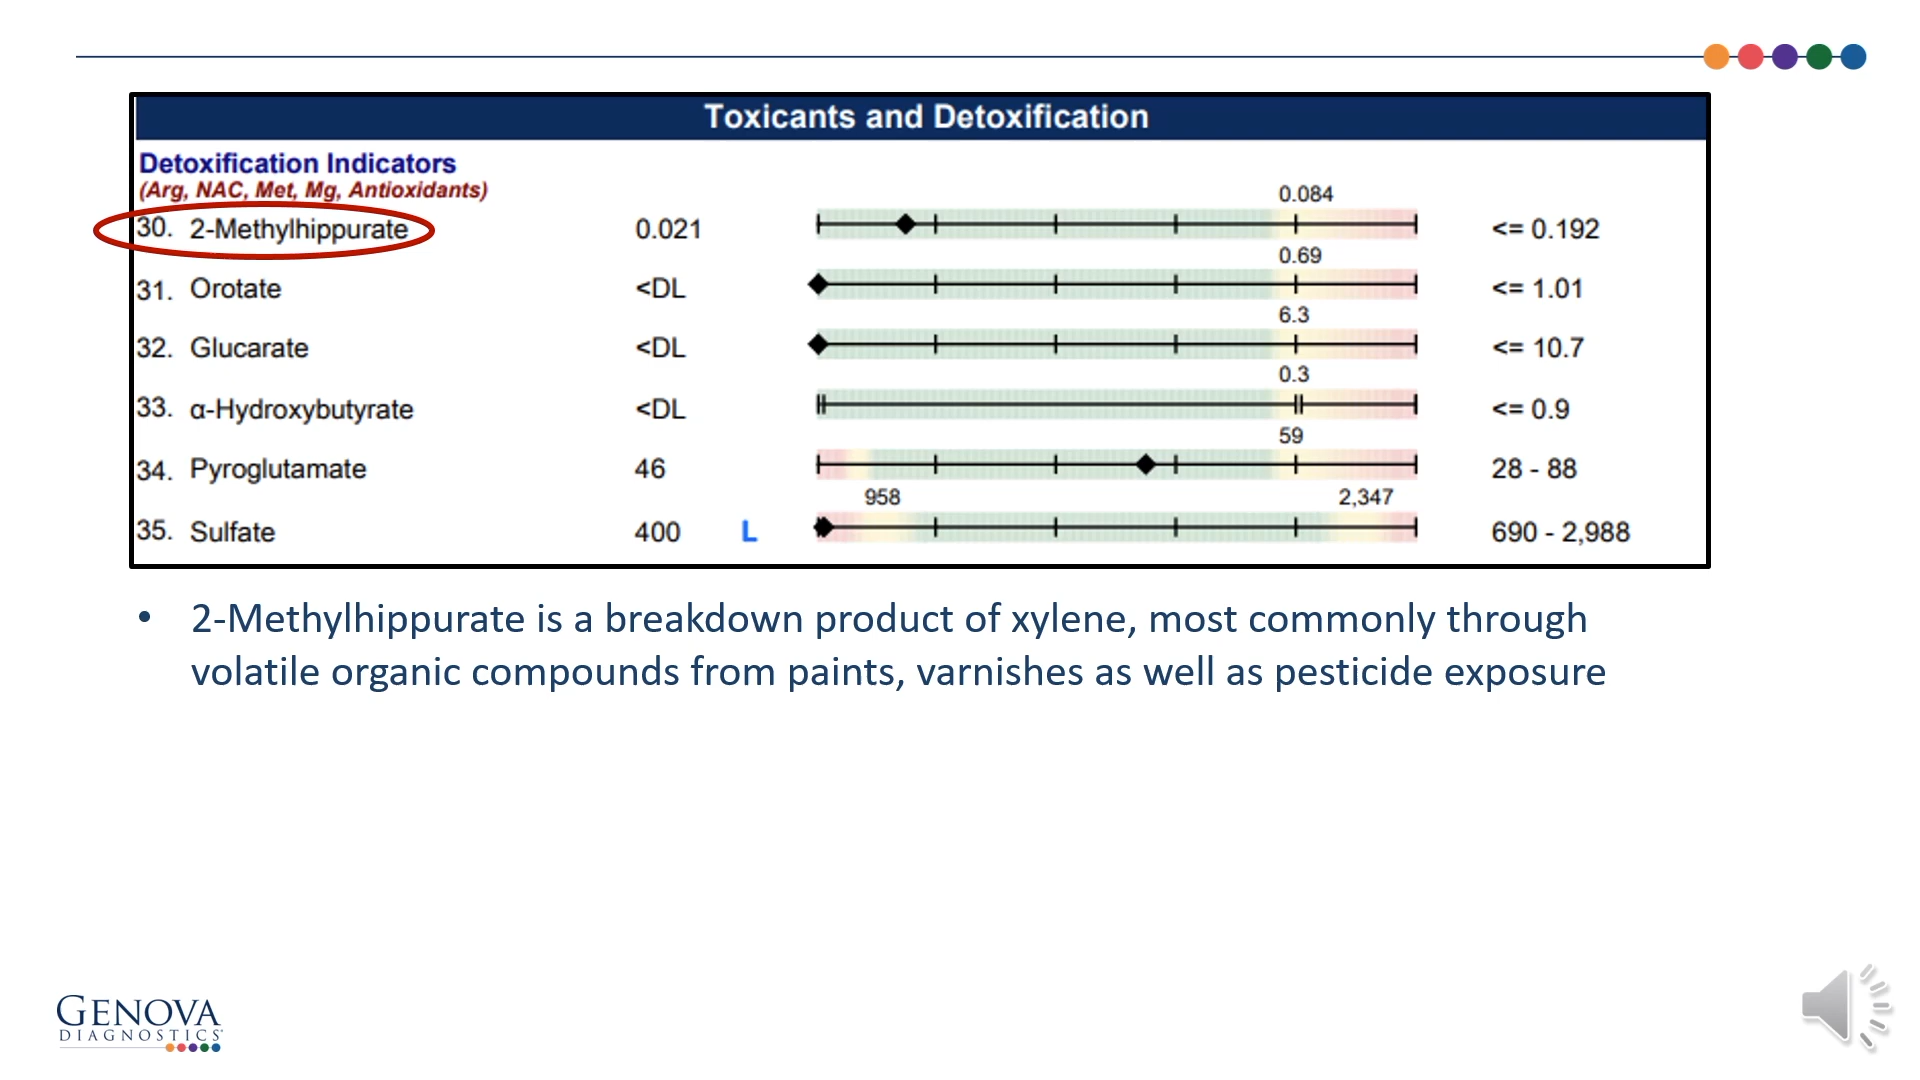 Toxicants and Detoxification
Detoxification Indicators
(Arg, NAC, Met, Mg, Antioxidants)
0.084
30. 2-Methylhippurate 0.021 <= 0.192
0.69
31. Orotate <DL <= 1.01
6.3
32. Glucarate <DL <= 10.7
0.3
33. α-Hydroxybutyrate <DL <= 0.9
59
34. Pyroglutamate 46 28 - 88
958 2,347
35. Sulfate 400 L 690 - 2,988
• 2-Methylhippurate is a breakdown product of xylene, most commonly through
volatile organic compounds from paints, varnishes as well as pesticide exposure
GENOVA
DIAGNOSTICS